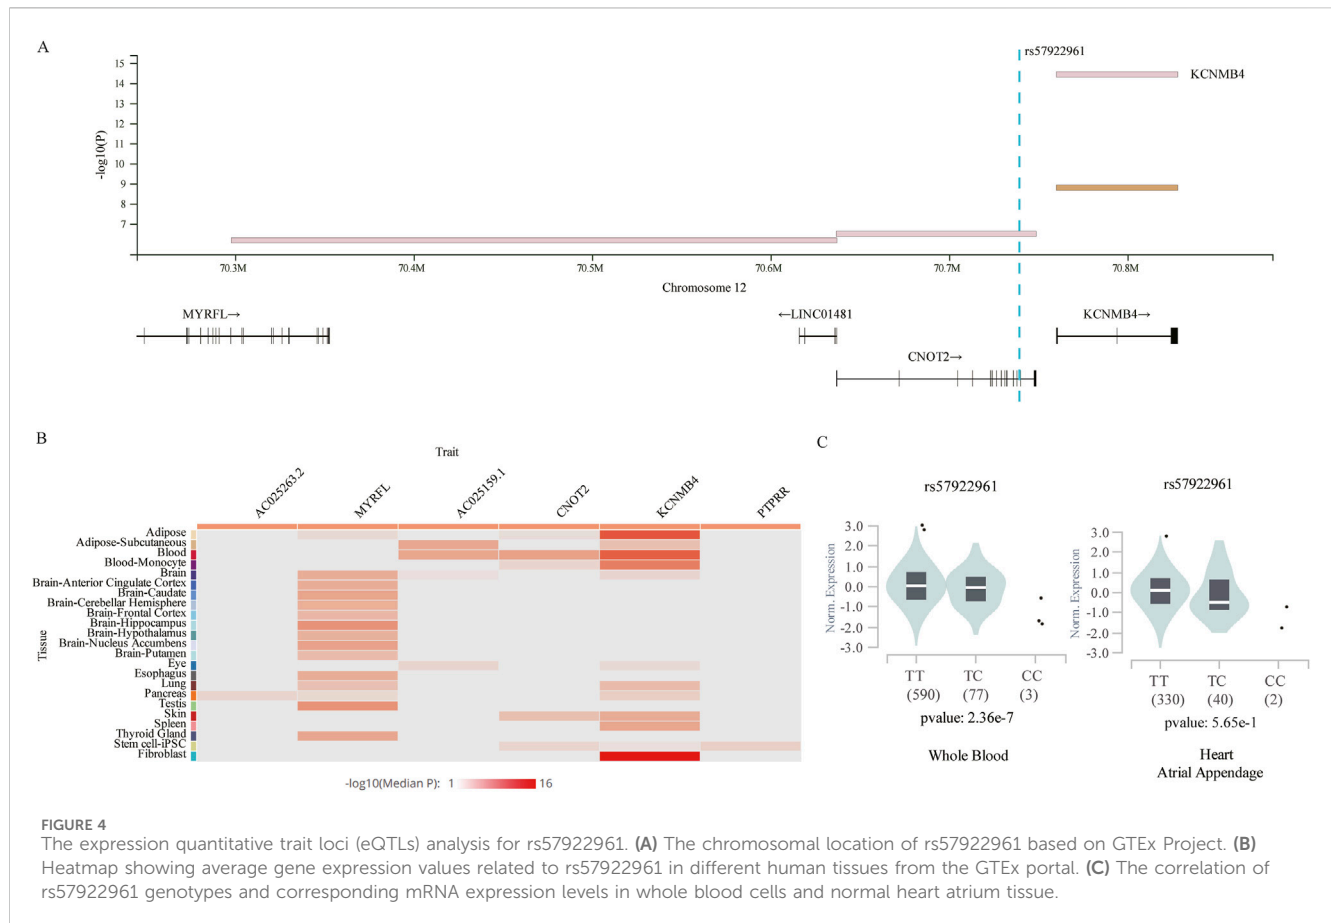 A
rs57922961
KCNMB4
-log10(P)
15
14
13
12
11
10
9
8
7
70.3M 70.4M 70.5M 70.6M 70.7M 70.8M
Chromosome 12
MYRFL→
←LINC01481
KCNMB4→
CNOT2→
B
Trait
AC025263.2 MYRFL AC025159.1 CNOT2 KCNMB4 PTPRR
Tissue
Adipose
Adipose-Subcutaneous
Blood
Blood-Monocyte
Brain
Brain-Anterior Cingulate Cortex
Brain-Caudate
Brain-Cerebellar Hemisphere
Brain-Frontal Cortex
Brain-Hippocampus
Brain-Hypothalamus
Brain-Nucleus Accumbens
Brain-Putamen
Eye
Esophagus
Lung
Pancreas
Testis
Skin
Spleen
Thyroid Gland
Stem cell-iPSC
Fibroblast
-log10(Median P): 1 16
C
rs57922961
Norm. Expression
3.0
2.0
1.0
0.0
-1.0
-2.0
-3.0
TT TC CC
(590) (77) (3)
pvalue: 2.36e-7
Whole Blood
rs57922961
Norm. Expression
3.0
2.0
1.0
0.0
-1.0
-2.0
-3.0
TT TC CC
(330) (40) (2)
pvalue: 5.65e-1
Heart
Atrial Appendage
FIGURE 4
The expression quantitative trait loci (eQTLs) analysis for rs57922961. (A) The chromosomal location of rs57922961 based on GTEx Project. (B)
Heatmap showing average gene expression values related to rs57922961 in different human tissues from the GTEx portal. (C) The correlation of
rs57922961 genotypes and corresponding mRNA expression levels in whole blood cells and normal heart atrium tissue.